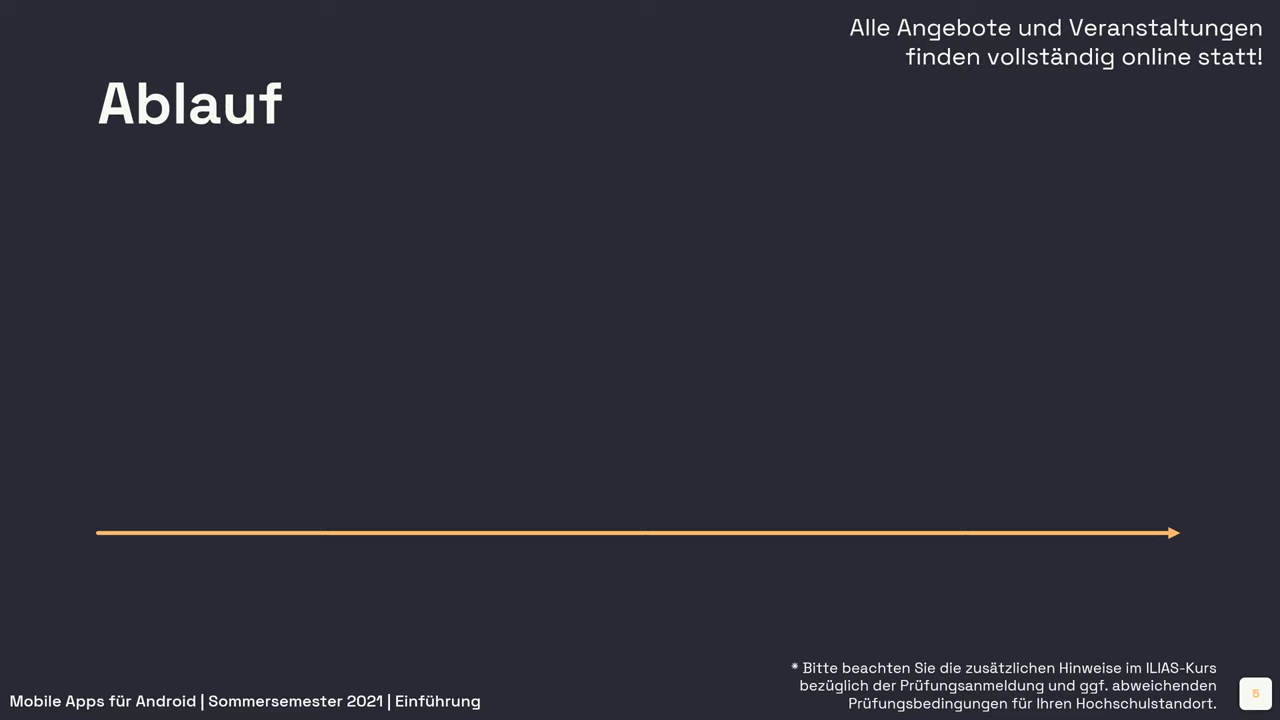 Alle Angebote und Veranstaltungen
finden vollständig online statt!
Ablauf
* Bitte beachten Sie die zusätzlichen Hinweise im ILIAS-Kurs
bezüglich der Prüfungsanmeldung und ggf. abweichenden
Prüfungsbedingungen für Ihren Hochschulstandort.
Mobile Apps für Android | Sommersemester 2021 | Einführung
5